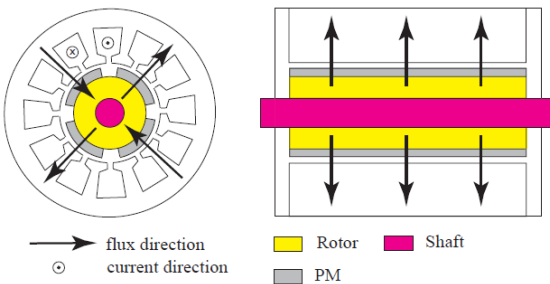 flux direction
current direction
Rotor
Shaft
PM